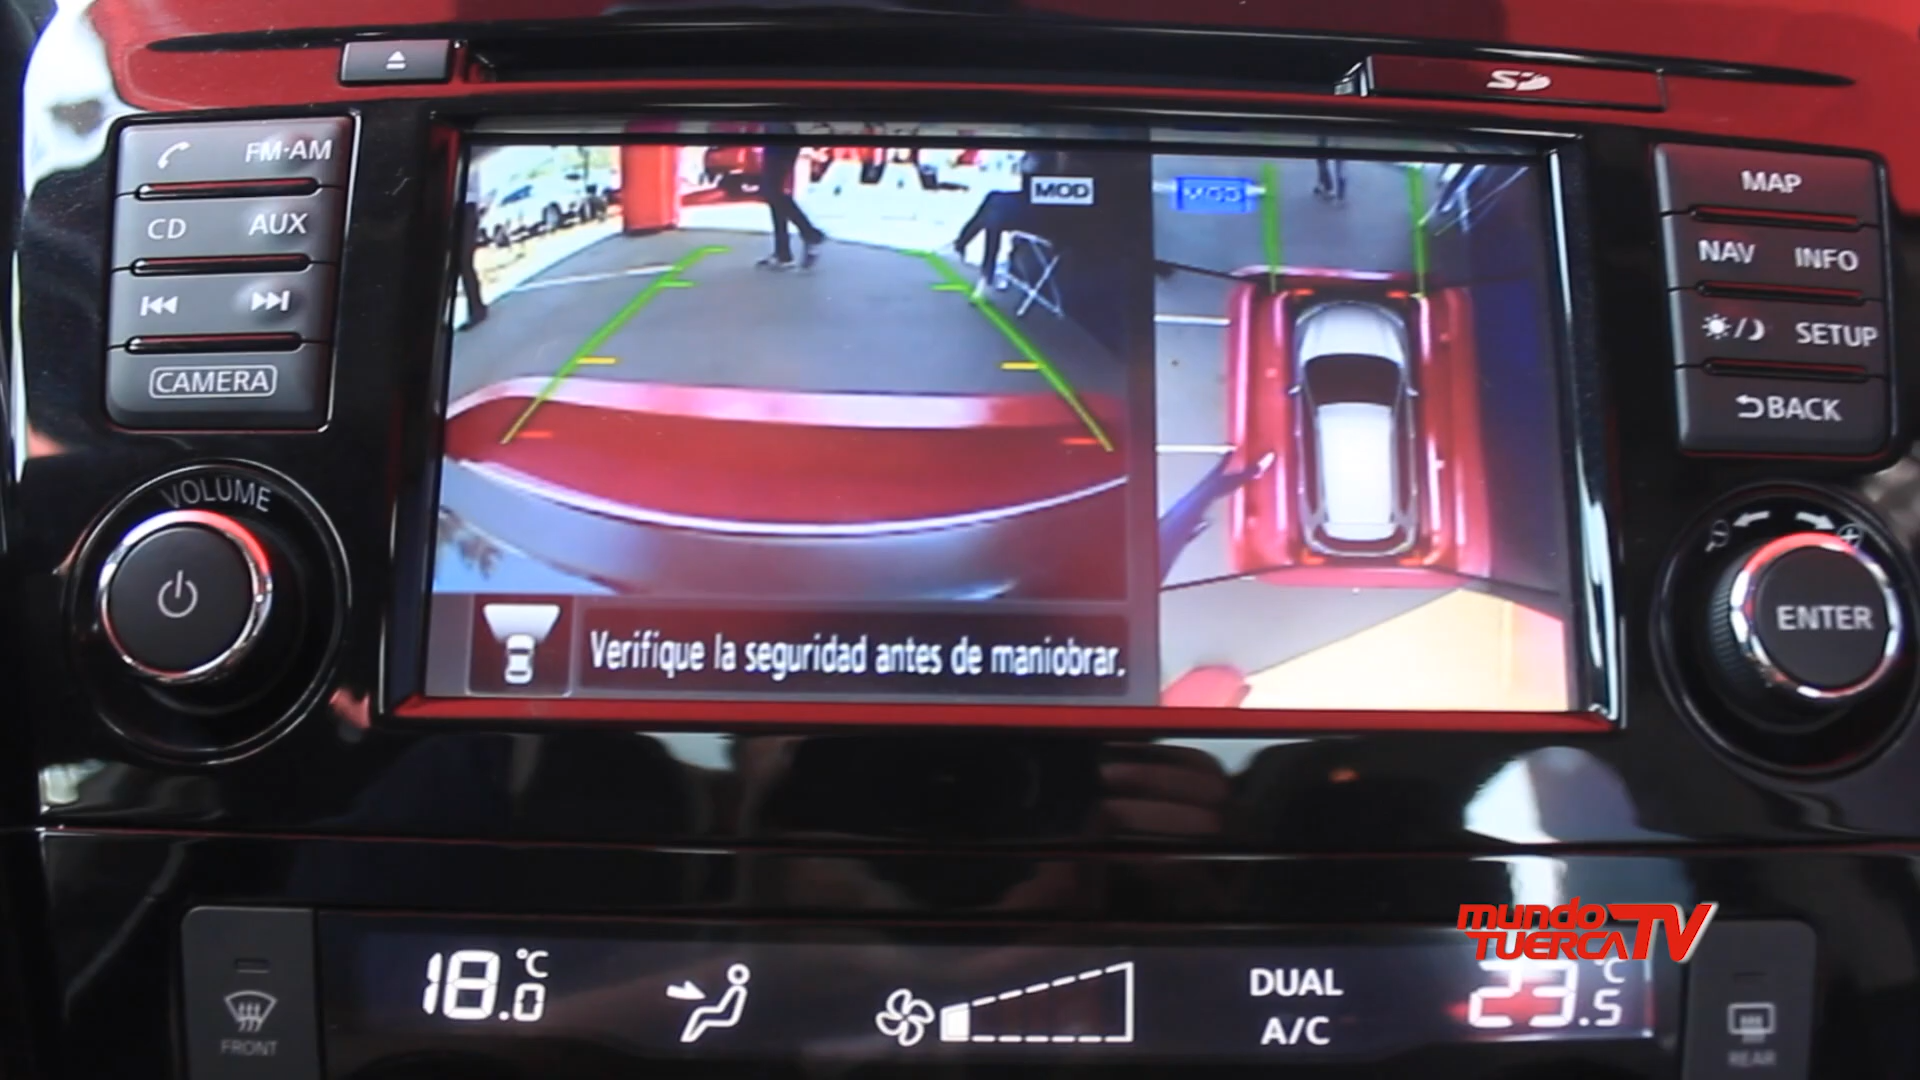 SD
FM·AM
CD AUX
CAMERA
VOLUME
MOD
MOD
Verifique la seguridad antes de maniobrar.
MAP
NAV INFO
SETUP
BACK
ENTER
mundo
TUERCA TV
FRONT
18.0 °C
DUAL
A/C
23.5 °C
REAR